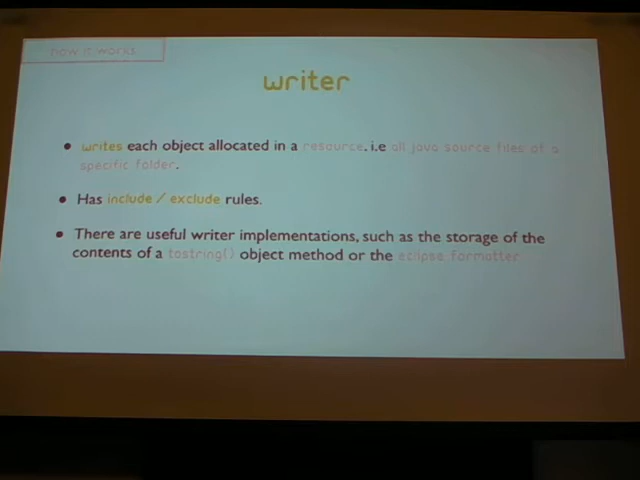 how it works
writer
• writes each object allocated in a resource. i.e all java source files of a
specific folder.
• Has include / exclude rules.
• There are useful writer implementations, such as the storage of the
contents of a tostring() object method or the eclipse formatter